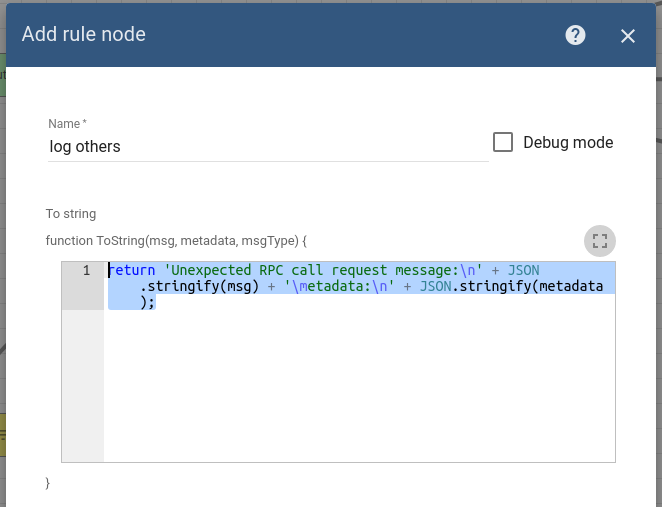 Add rule node
?
Name *
log others
Debug mode
To string
function ToString(msg, metadata, msgType) {
1 return 'Unexpected RPC call request message:\n' + JSON
.stringify(msg) + '\metadata:\n' + JSON.stringify(metadata
);
}